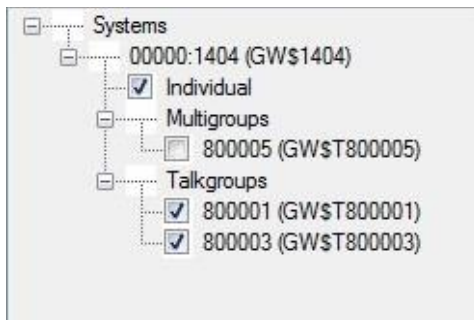 Systems
00000:1404 (GW$1404)
Individual
Multigroups
800005 (GW$T800005)
Talkgroups
800001 (GW$T800001)
800003 (GW$T800003)